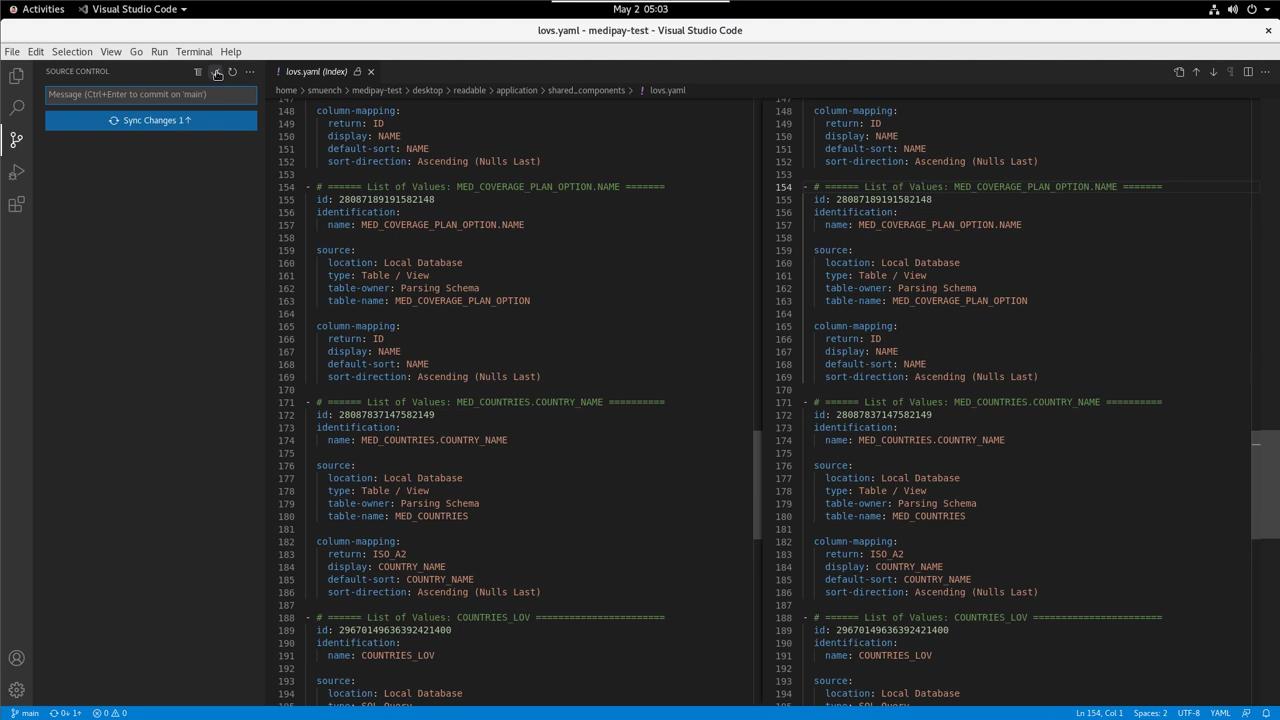 Activities Visual Studio Code May 2 05:03
lovs.yaml - medipay-test - Visual Studio Code
File Edit Selection View Go Run Terminal Help
SOURCE CONTROL
Message (Ctrl+Enter to commit on 'main')
Sync Changes 1↑
lovs.yaml (Index)
home > smuench > medipay-test > desktop > readable > application > shared_components > ! lovs.yaml
148 column-mapping:
149 return: ID
150 display: NAME
151 default-sort: NAME
152 sort-direction: Ascending (Nulls Last)
153
154 - # ====== List of Values: MED_COVERAGE_PLAN_OPTION.NAME =======
155 id: 28087189191582148
156 identification:
157 name: MED_COVERAGE_PLAN_OPTION.NAME
158
159 source:
160 location: Local Database
161 type: Table / View
162 table-owner: Parsing Schema
163 table-name: MED_COVERAGE_PLAN_OPTION
164
165 column-mapping:
166 return: ID
167 display: NAME
168 default-sort: NAME
169 sort-direction: Ascending (Nulls Last)
170
171 - # ====== List of Values: MED_COUNTRIES.COUNTRY_NAME ==========
172 id: 28087837147582149
173 identification:
174 name: MED_COUNTRIES.COUNTRY_NAME
175
176 source:
177 location: Local Database
178 type: Table / View
179 table-owner: Parsing Schema
180 table-name: MED_COUNTRIES
181
182 column-mapping:
183 return: ISO_A2
184 display: COUNTRY_NAME
185 default-sort: COUNTRY_NAME
186 sort-direction: Ascending (Nulls Last)
187
188 - # ====== List of Values: COUNTRIES_LOV =======================
189 id: 29670149636392421400
190 identification:
191 name: COUNTRIES_LOV
192
193 source:
194 location: Local Database
148 column-mapping:
149 return: ID
150 display: NAME
151 default-sort: NAME
152 sort-direction: Ascending (Nulls Last)
153
154 - # ====== List of Values: MED_COVERAGE_PLAN_OPTION.NAME =======
155 id: 28087189191582148
156 identification:
157 name: MED_COVERAGE_PLAN_OPTION.NAME
158
159 source:
160 location: Local Database
161 type: Table / View
162 table-owner: Parsing Schema
163 table-name: MED_COVERAGE_PLAN_OPTION
164
165 column-mapping:
166 return: ID
167 display: NAME
168 default-sort: NAME
169 sort-direction: Ascending (Nulls Last)
170
171 - # ====== List of Values: MED_COUNTRIES.COUNTRY_NAME ==========
172 id: 28087837147582149
173 identification:
174 name: MED_COUNTRIES.COUNTRY_NAME
175
176 source:
177 location: Local Database
178 type: Table / View
179 table-owner: Parsing Schema
180 table-name: MED_COUNTRIES
181
182 column-mapping:
183 return: ISO_A2
184 display: COUNTRY_NAME
185 default-sort: COUNTRY_NAME
186 sort-direction: Ascending (Nulls Last)
187
188 - # ====== List of Values: COUNTRIES_LOV =======================
189 id: 29670149636392421400
190 identification:
191 name: COUNTRIES_LOV
192
193 source:
194 location: Local Database
main 0↓ 1↑ 0 0 Ln 154, Col 1 Spaces: 2 UTF-8 YAML